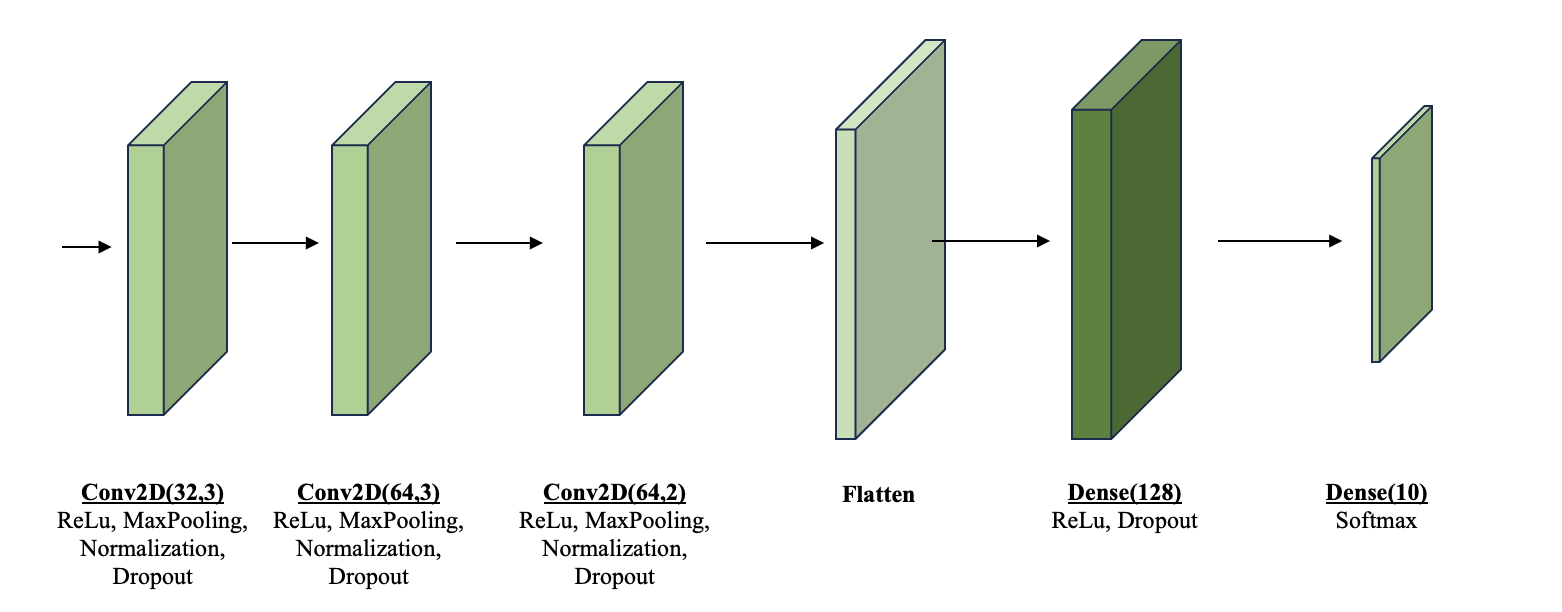 Conv2D(32,3)
ReLu, MaxPooling,
Normalization,
Dropout
Conv2D(64,3)
ReLu, MaxPooling,
Normalization,
Dropout
Conv2D(64,2)
ReLu, MaxPooling,
Normalization,
Dropout
Flatten
Dense(128)
ReLu, Dropout
Dense(10)
Softmax